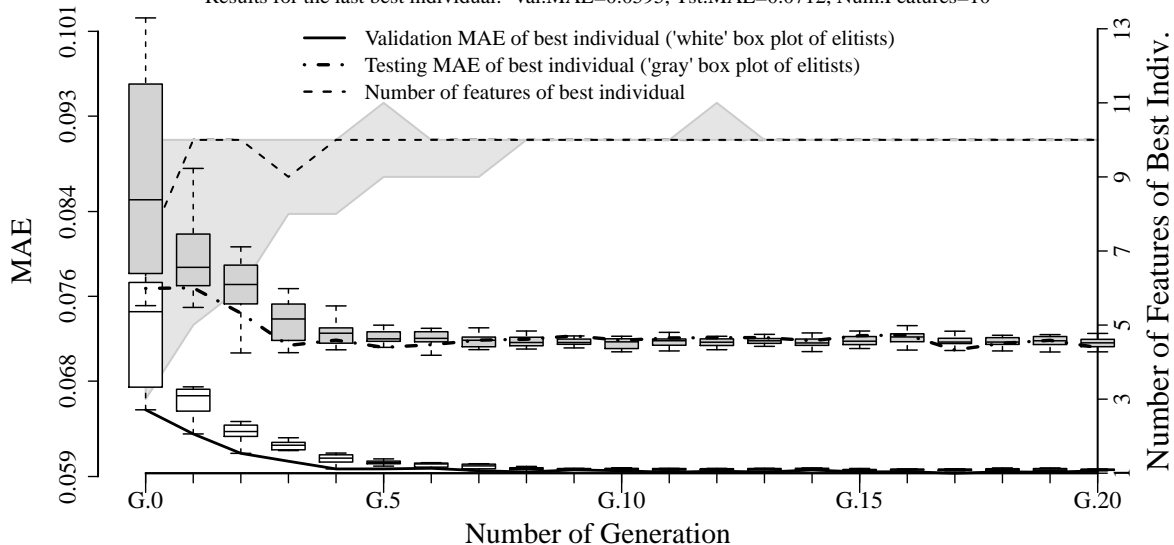 Results for the last best individual: Val.MAE=0.0593, Tst.MAE=0.0712, Num.Features=10
Validation MAE of best individual ('white' box plot of elitists)
Testing MAE of best individual ('gray' box plot of elitists)
Number of features of best individual
MAE
0.101
0.093
0.084
0.076
0.068
0.059
13
11
9
7
5
3
1
Number of Features of Best Indiv.
G.0
G.5
G.10
G.15
G.20
Number of Generation